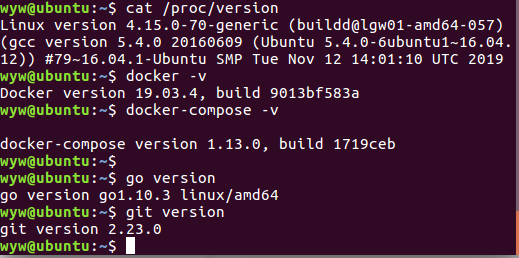 wyw@ubuntu:~$ cat /proc/version
Linux version 4.15.0-70-generic (buildd@lgw01-amd64-057)
(gcc version 5.4.0 20160609 (Ubuntu 5.4.0-6ubuntu1~16.04.
12)) #79~16.04.1-Ubuntu SMP Tue Nov 12 14:01:10 UTC 2019
wyw@ubuntu:~$ docker -v
Docker version 19.03.4, build 9013bf583a
wyw@ubuntu:~$ docker-compose -v
docker-compose version 1.13.0, build 1719ceb
wyw@ubuntu:~$
wyw@ubuntu:~$ go version
go version go1.10.3 linux/amd64
wyw@ubuntu:~$ git version
git version 2.23.0
wyw@ubuntu:~$